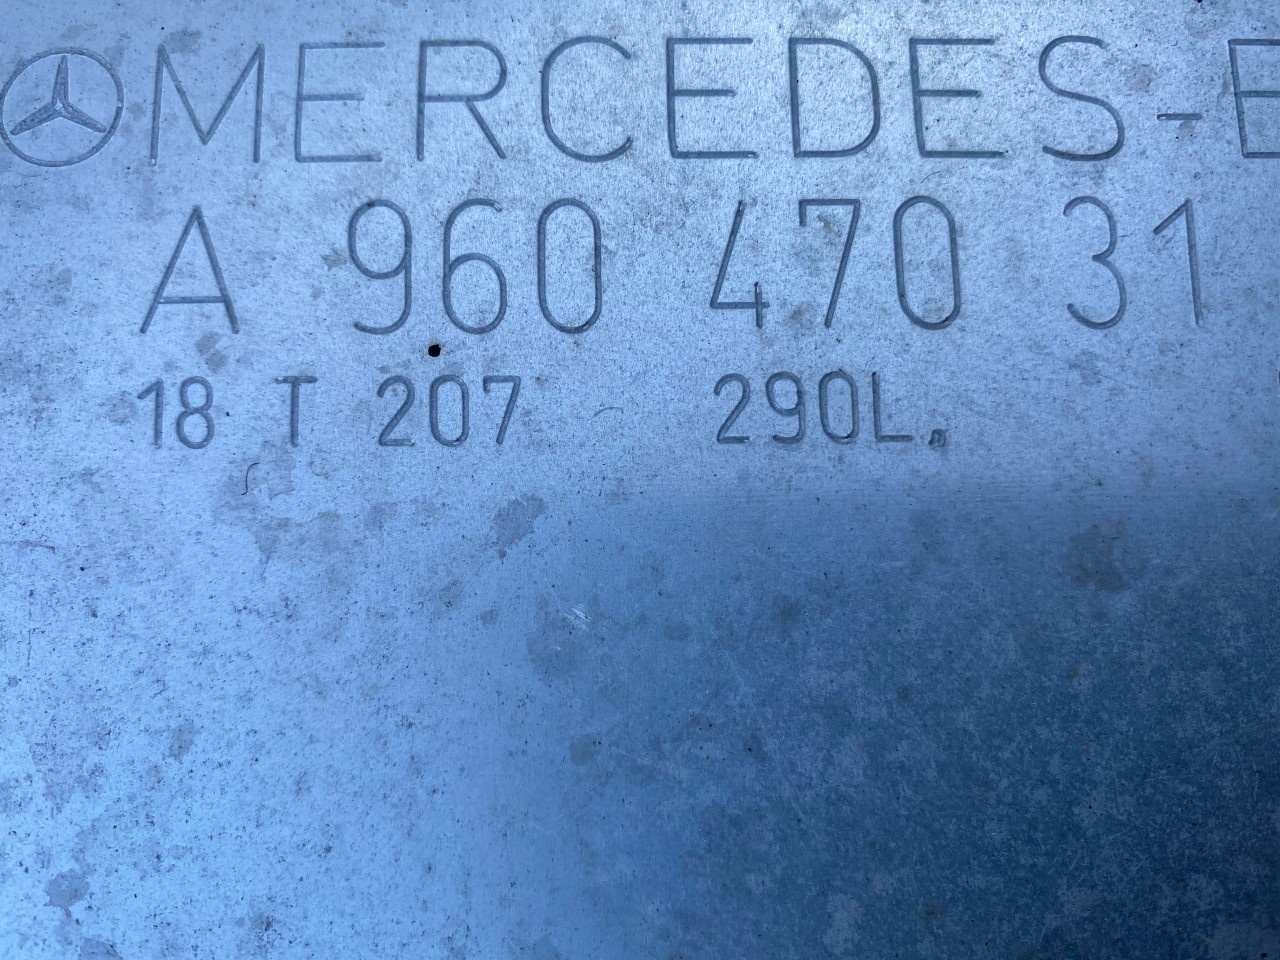 MERCEDES-B
A 960 470 31
18 T 207 290L.